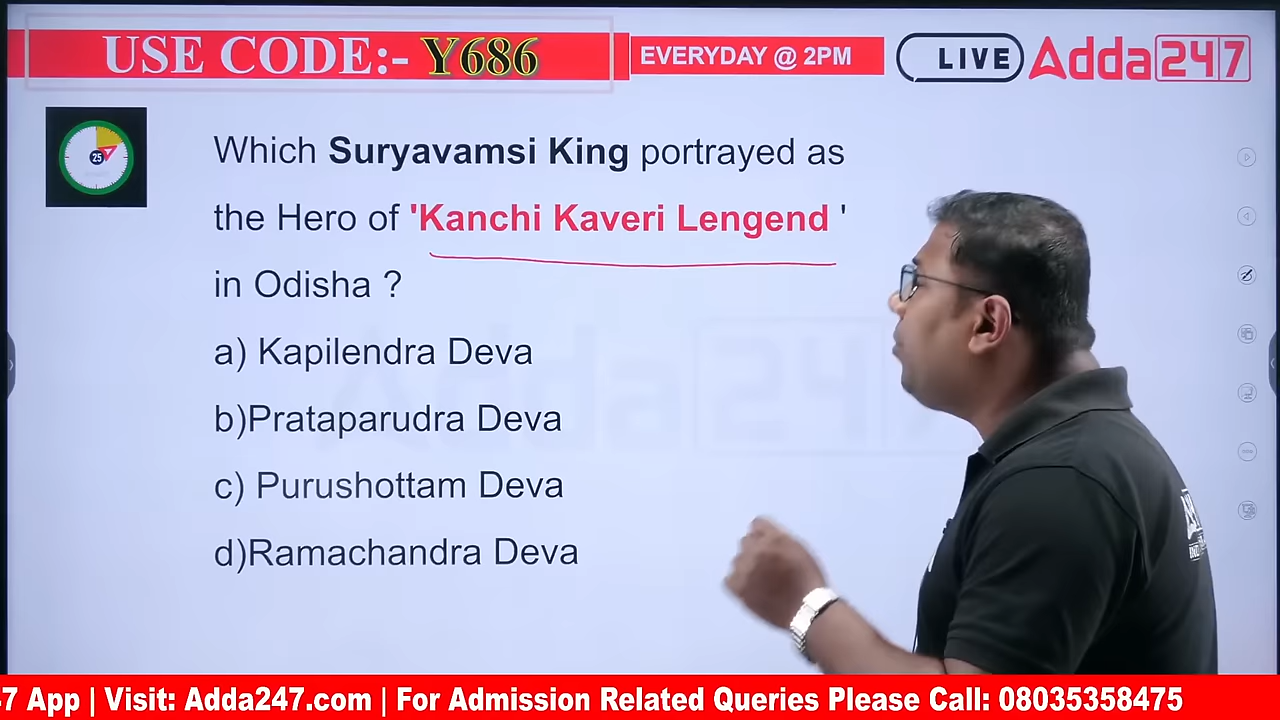 USE CODE:- Y686
EVERYDAY @ 2PM
LIVE
Adda247
25
Which Suryavamsi King portrayed as
the Hero of 'Kanchi Kaveri Lengend '
in Odisha ?
a) Kapilendra Deva
b)Prataparudra Deva
c) Purushottam Deva
d)Ramachandra Deva
7 App | Visit: Adda247.com | For Admission Related Queries Please Call: 08035358475